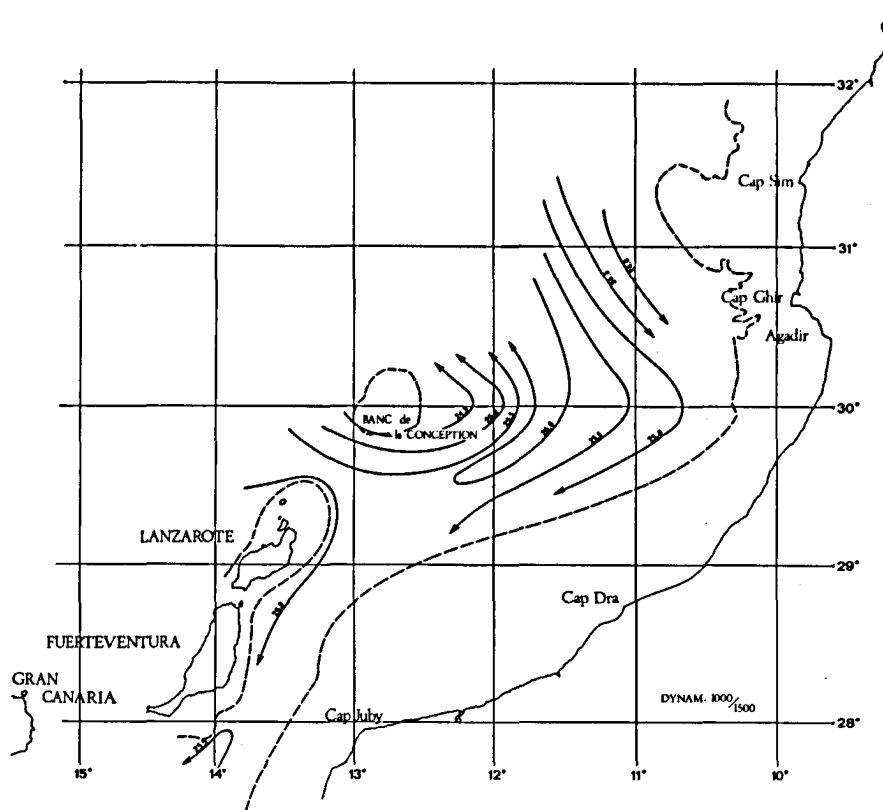 32°
Cap Sim
31°
Cap Ghir
Agadir
30°
BANC de
la CONCEPTION
LANZAROTE
29°
Cap Dra
FUERTEVENTURA
GRAN
CANARIA
DYNAM. 1000/1500
Cap Juby
28°
15° 14° 13° 12° 11° 10°